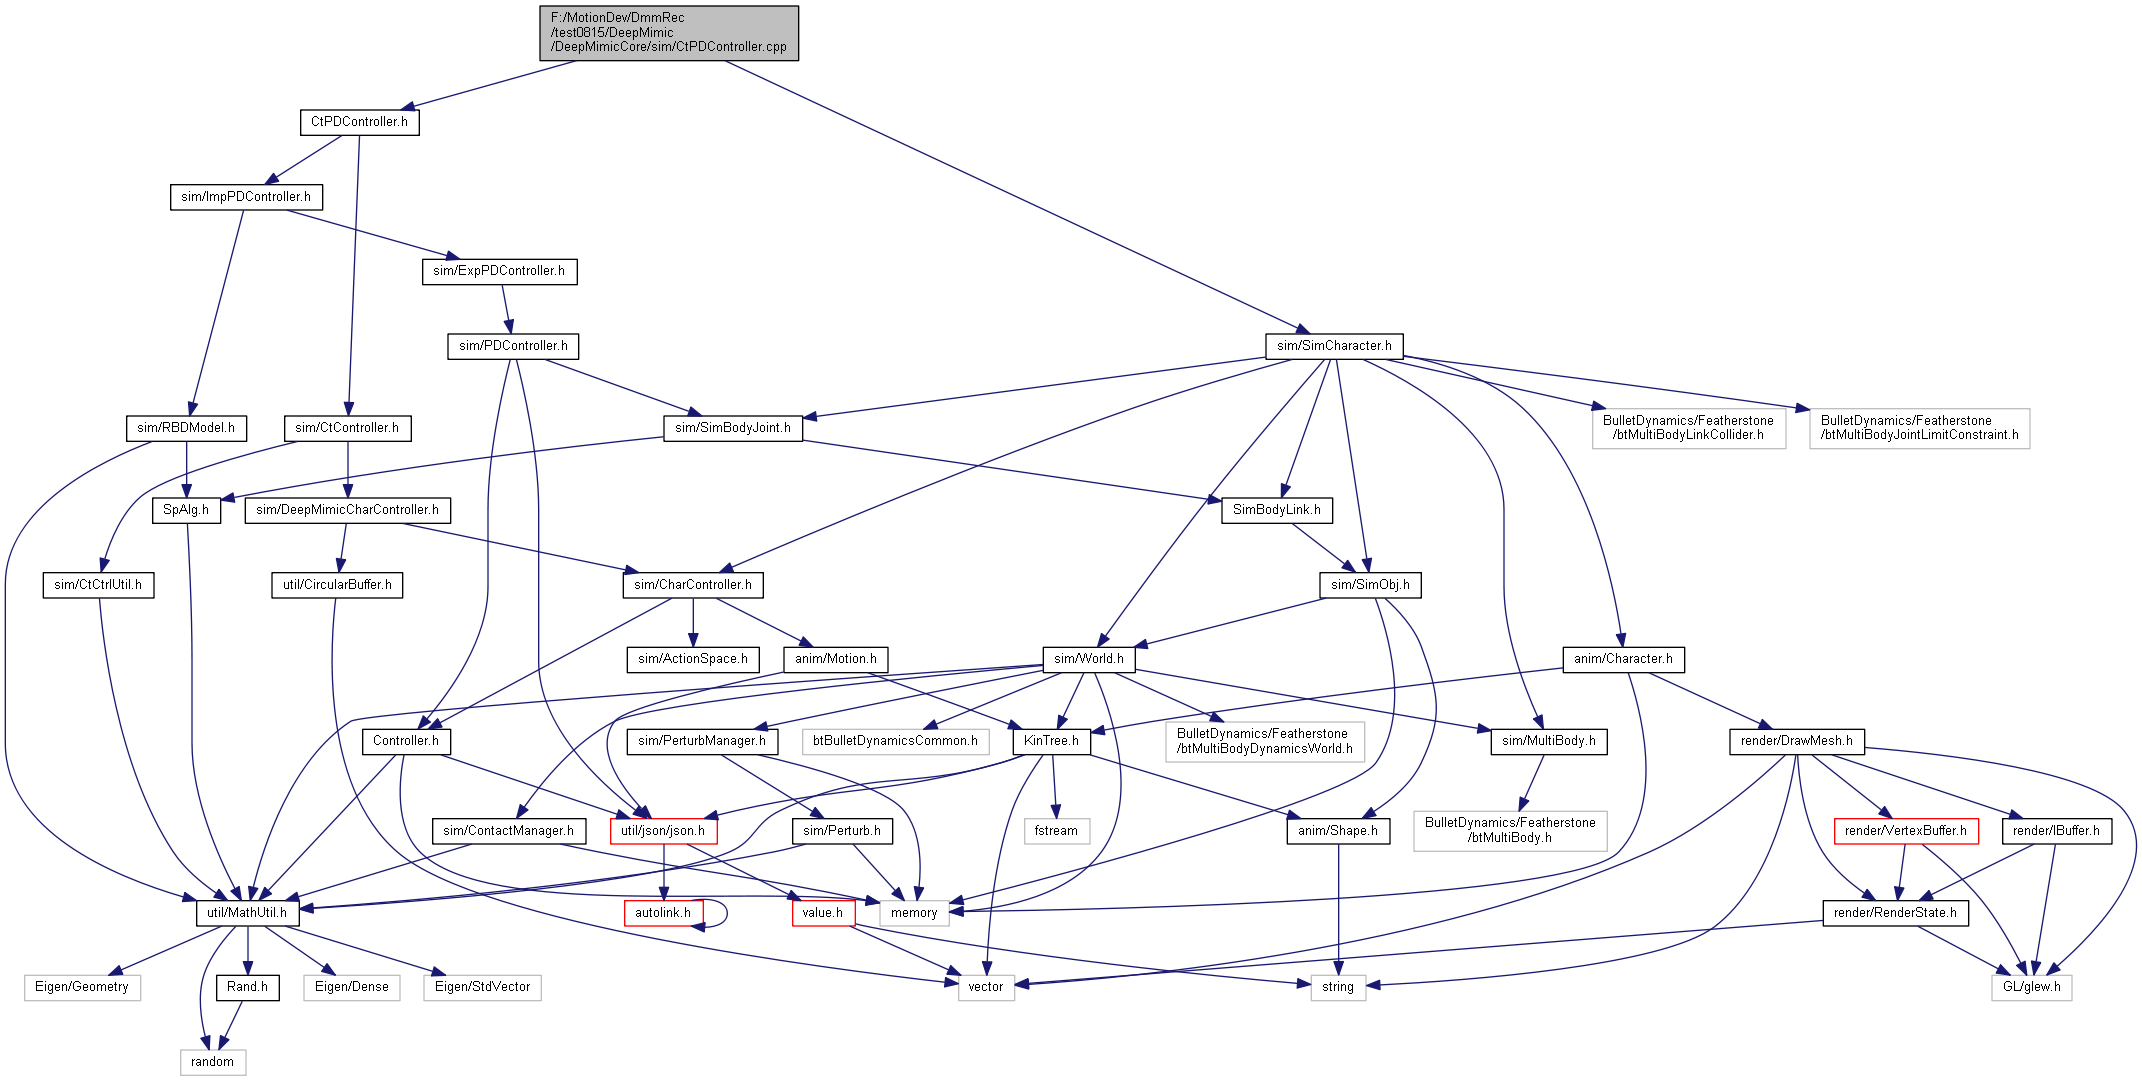 F:/MotionDev/DmmRec
/test0815/DeepMimic
/DeepMimicCore/sim/CtPDController.cpp
CtPDController.h
sim/ImpPDController.h
sim/ExpPDController.h
sim/PDController.h
sim/SimCharacter.h
sim/RBDModel.h
sim/CtController.h
sim/SimBodyJoint.h
BulletDynamics/Featherstone
/btMultiBodyLinkCollider.h
BulletDynamics/Featherstone
/btMultiBodyJointLimitConstraint.h
SpAlg.h
sim/DeepMimicCharController.h
SimBodyLink.h
sim/CtCtrlUtil.h
util/CircularBuffer.h
sim/CharController.h
sim/SimObj.h
sim/ActionSpace.h
anim/Motion.h
sim/World.h
anim/Character.h
Controller.h
sim/PerturbManager.h
btBulletDynamicsCommon.h
KinTree.h
BulletDynamics/Featherstone
/btMultiBodyDynamicsWorld.h
sim/MultiBody.h
render/DrawMesh.h
sim/ContactManager.h
util/json/json.h
sim/Perturb.h
fstream
anim/Shape.h
BulletDynamics/Featherstone
/btMultiBody.h
render/VertexBuffer.h
render/IBuffer.h
util/MathUtil.h
autolink.h
value.h
memory
render/RenderState.h
Eigen/Geometry
Rand.h
Eigen/Dense
Eigen/StdVector
vector
string
GL/glew.h
random